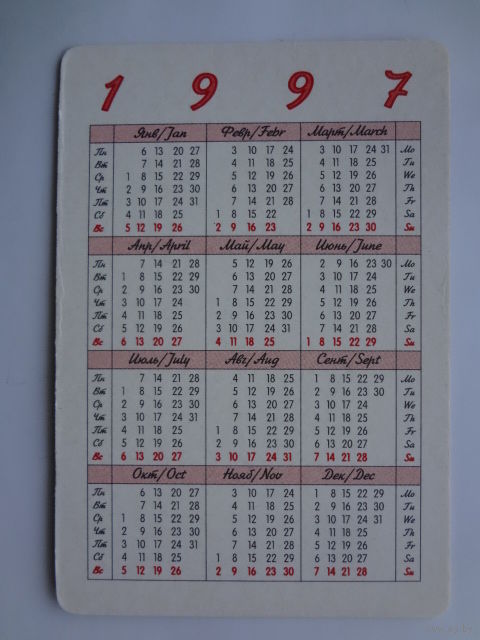 1 9 9 7
Янв/Jan Февр/Febr Март/March
Пн 6 13 20 27 3 10 17 24 3 10 17 24 31 Mo
Вт 7 14 21 28 4 11 18 25 4 11 18 25 Tu
Ср 1 8 15 22 29 5 12 19 26 5 12 19 26 We
Чт 2 9 16 23 30 6 13 20 27 6 13 20 27 Th
Пт 3 10 17 24 31 7 14 21 28 7 14 21 28 Fr
Сб 4 11 18 25 1 8 15 22 1 8 15 22 29 Sa
Вс 5 12 19 26 2 9 16 23 2 9 16 23 30 Su
Апр/April Май/May Июнь/June
Пн 7 14 21 28 5 12 19 26 2 9 16 23 30 Mo
Вт 1 8 15 22 29 6 13 20 27 3 10 17 24 Tu
Ср 2 9 16 23 30 7 14 21 28 4 11 18 25 We
Чт 3 10 17 24 1 8 15 22 29 5 12 19 26 Th
Пт 4 11 18 25 2 9 16 23 30 6 13 20 27 Fr
Сб 5 12 19 26 3 10 17 24 31 7 14 21 28 Sa
Вс 6 13 20 27 4 11 18 25 1 8 15 22 29 Su
Июль/July Авг/Aug Сент/Sept
Пн 7 14 21 28 4 11 18 25 1 8 15 22 29 Mo
Вт 1 8 15 22 29 5 12 19 26 2 9 16 23 30 Tu
Ср 2 9 16 23 30 6 13 20 27 3 10 17 24 We
Чт 3 10 17 24 31 7 14 21 28 4 11 18 25 Th
Пт 4 11 18 25 1 8 15 22 29 5 12 19 26 Fr
Сб 5 12 19 26 2 9 16 23 30 6 13 20 27 Sa
Вс 6 13 20 27 3 10 17 24 31 7 14 21 28 Su
Окт/Oct Нояб/Nov Дек/Dec
Пн 6 13 20 27 3 10 17 24 1 8 15 22 29 Mo
Вт 7 14 21 28 4 11 18 25 2 9 16 23 30 Tu
Ср 1 8 15 22 29 5 12 19 26 3 10 17 24 31 We
Чт 2 9 16 23 30 6 13 20 27 4 11 18 25 Th
Пт 3 10 17 24 31 7 14 21 28 5 12 19 26 Fr
Сб 4 11 18 25 1 8 15 22 29 6 13 20 27 Sa
Вс 5 12 19 26 2 9 16 23 30 7 14 21 28 Su